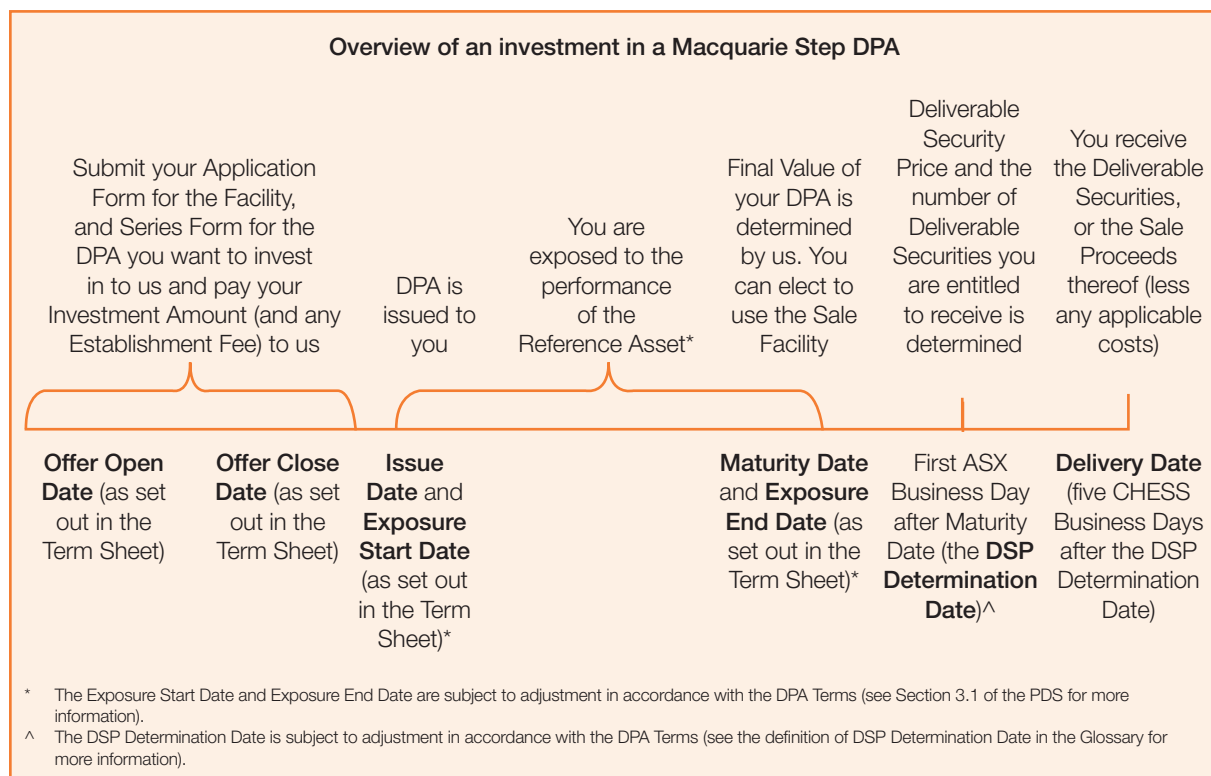 Overview of an investment in a Macquarie Step DPA
Submit your Application
Form for the Facility,
and Series Form for the
DPA you want to invest
in to us and pay your
Investment Amount (and any
Establishment Fee) to us
DPA is
issued to
you
You are
exposed to the
performance
of the
Reference Asset*
Final Value of
your DPA is
determined
by us. You
can elect to
use the Sale
Facility
Deliverable
Security
Price and the
number of
Deliverable
Securities you
are entitled
to receive is
determined
You receive
the Deliverable
Securities,
or the Sale
Proceeds
thereof (less
any applicable
costs)
Offer Open
Date (as set
out in the
Term Sheet)
Offer Close
Date (as set
out in the
Term Sheet)
Issue
Date and
Exposure
Start Date
(as set out
in the Term
Sheet)*
Maturity Date
and Exposure
End Date (as
set out in the
Term Sheet)*
First ASX
Business Day
after Maturity
Date (the DSP
Determination
Date)^
Delivery Date
(five CHESS
Business Days
after the DSP
Determination
Date)
* The Exposure Start Date and Exposure End Date are subject to adjustment in accordance with the DPA Terms (see Section 3.1 of the PDS for more
information).
^ The DSP Determination Date is subject to adjustment in accordance with the DPA Terms (see the definition of DSP Determination Date in the Glossary for
more information).